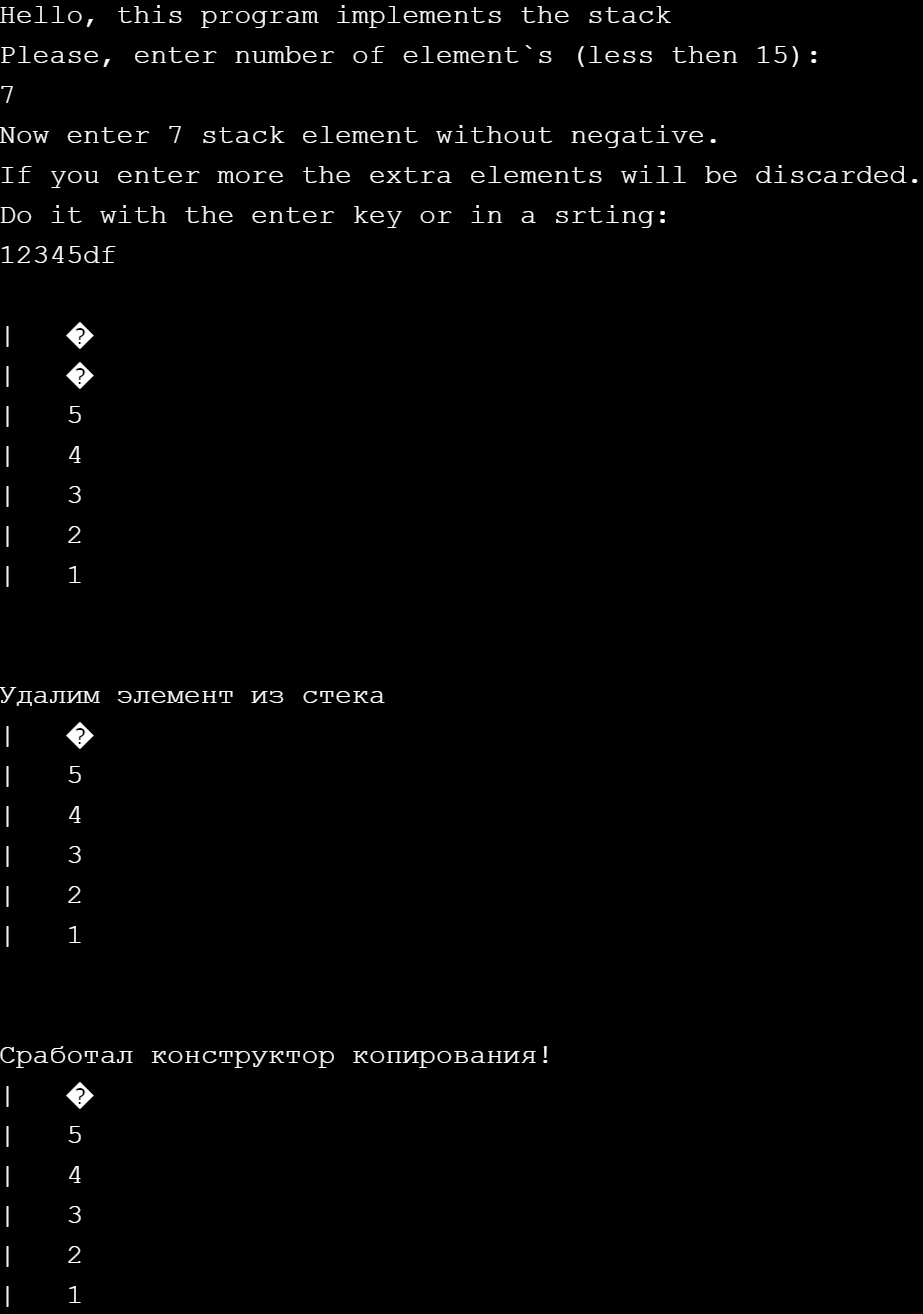 Hello, this program implements the stack
Please, enter number of element`s (less then 15):
7
Now enter 7 stack element without negative.
If you enter more the extra elements will be discarded.
Do it with the enter key or in a srting:
12345df
| �
| �
| 5
| 4
| 3
| 2
| 1
Удалим элемент из стека
| �
| 5
| 4
| 3
| 2
| 1
Сработал конструктор копирования!
| �
| 5
| 4
| 3
| 2
| 1